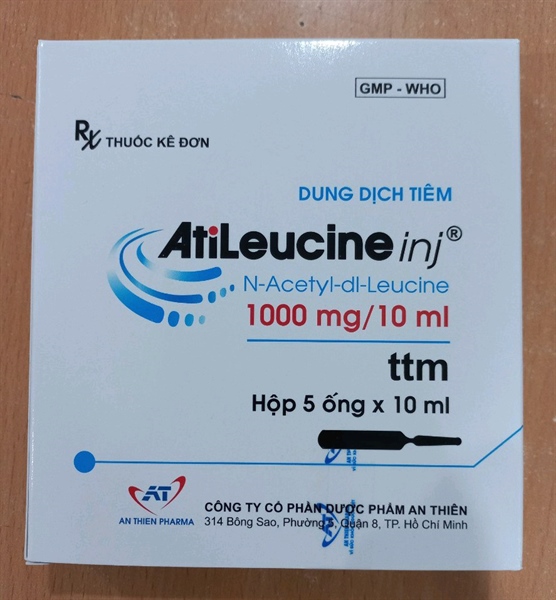 GMP - WHO
Rx THUỐC KÊ ĐƠN
DUNG DỊCH TIÊM
AtiLeucine inj®
N-Acetyl-dl-Leucine
1000 mg/10 ml
ttm
Hộp 5 ống x 10 ml
AT
AN THIEN PHARMA
CÔNG TY CỔ PHẦN DƯỢC PHẨM AN THIÊN
314 Bông Sao, Phường 5, Quận 8, TP. Hồ Chí Minh